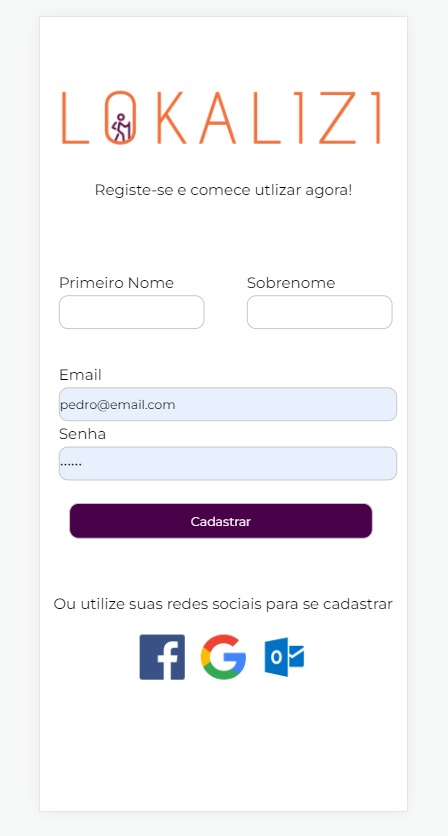 LOKALIZI
Registe-se e comece utlizar agora!
Primeiro Nome Sobrenome
Email
pedro@email.com
Senha
······
Cadastrar
Ou utilize suas redes sociais para se cadastrar